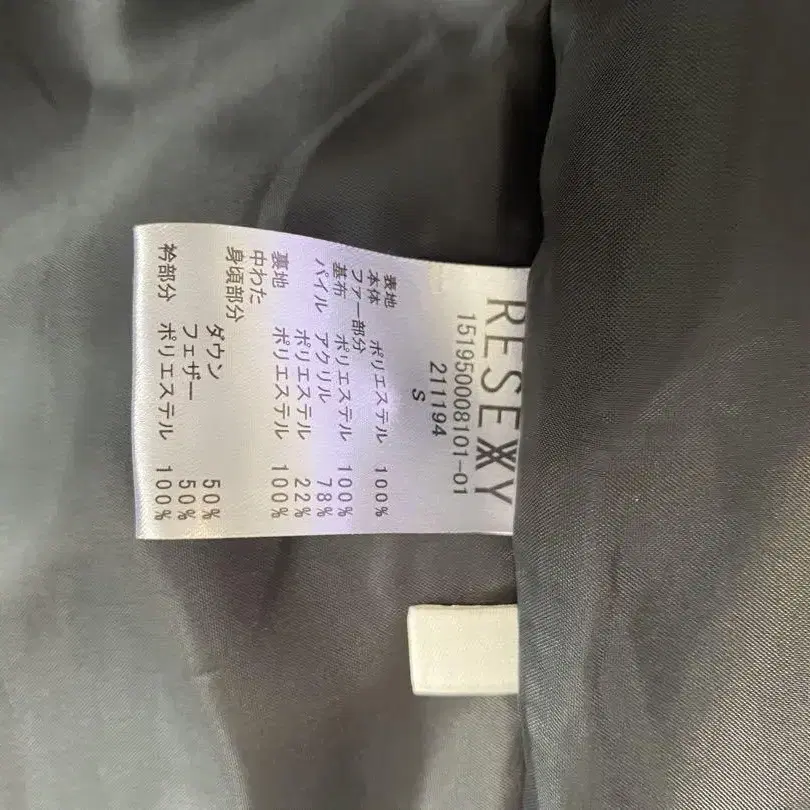 RESEXXY
151950008101-01
211194
S
表地
本体 ポリエステル 100%
ファー部分
基布 ポリエステル 100%
パイル アクリル 78%
ポリエステル 22%
裏地 ポリエステル 100%
中わた
身頃部分
ダウン 50%
フェザー 50%
衿部分 ポリエステル 100%